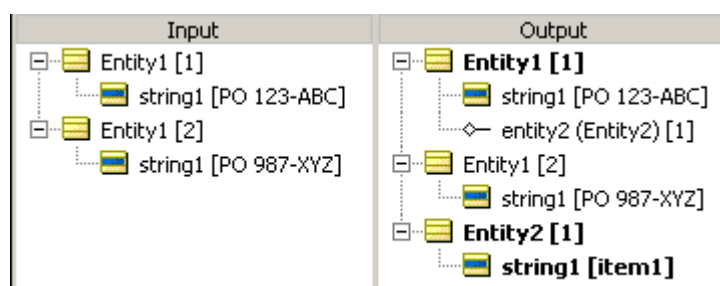 Input
Entity1 [1]
string1 [PO 123-ABC]
Entity1 [2]
string1 [PO 987-XYZ]
Output
Entity1 [1]
string1 [PO 123-ABC]
entity2 (Entity2) [1]
Entity1 [2]
string1 [PO 987-XYZ]
Entity2 [1]
string1 [item1]